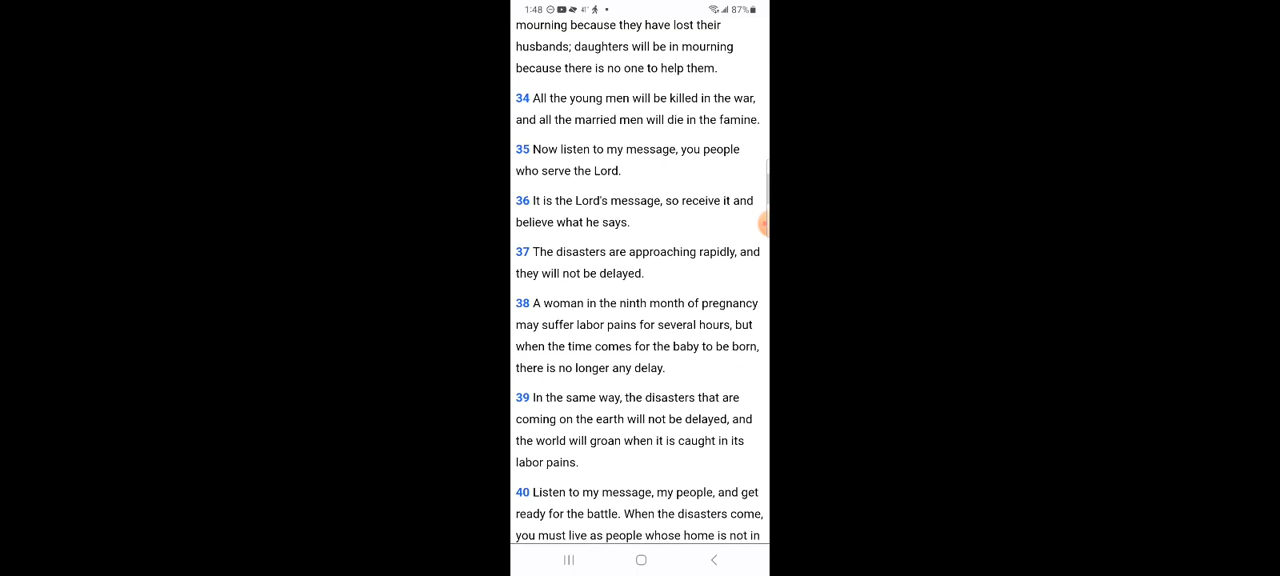 1:48 41° 87%
mourning because they have lost their
husbands; daughters will be in mourning
because there is no one to help them.
34 All the young men will be killed in the war,
and all the married men will die in the famine.
35 Now listen to my message, you people
who serve the Lord.
36 It is the Lord's message, so receive it and
believe what he says.
37 The disasters are approaching rapidly, and
they will not be delayed.
38 A woman in the ninth month of pregnancy
may suffer labor pains for several hours, but
when the time comes for the baby to be born,
there is no longer any delay.
39 In the same way, the disasters that are
coming on the earth will not be delayed, and
the world will groan when it is caught in its
labor pains.
40 Listen to my message, my people, and get
ready for the battle. When the disasters come,
you must live as people whose home is not in